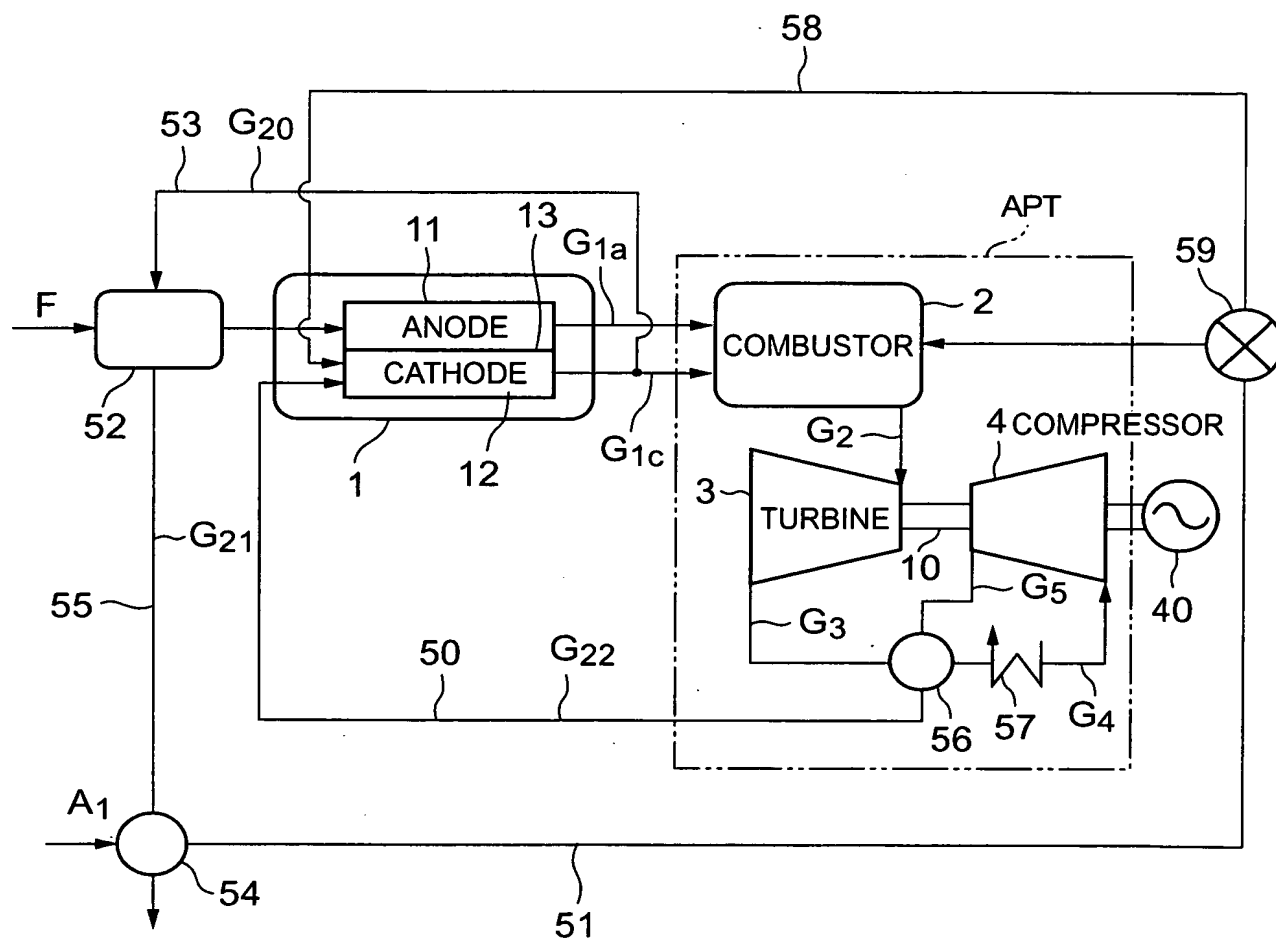 58
53
G20
APT
11
13
G1a
59
F
2
ANODE
COMBUSTOR
CATHODE
52
G2
4 COMPRESSOR
1
12
G1c
3
TURBINE
G21
10
G5
40
55
G3
50
G22
56
57
G4
A1
54
51